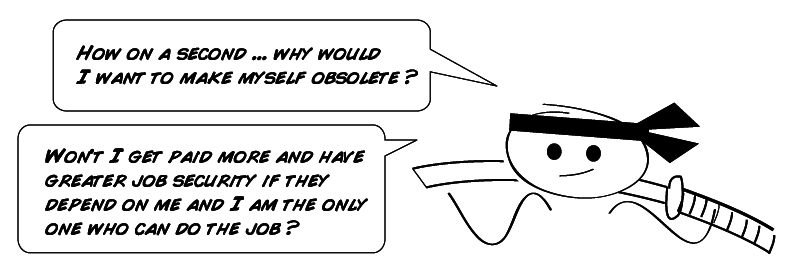 How on a second ... why would
I want to make myself obsolete?
Won't I get paid more and have
greater job security if they
depend on me and I am the only
one who can do the job?